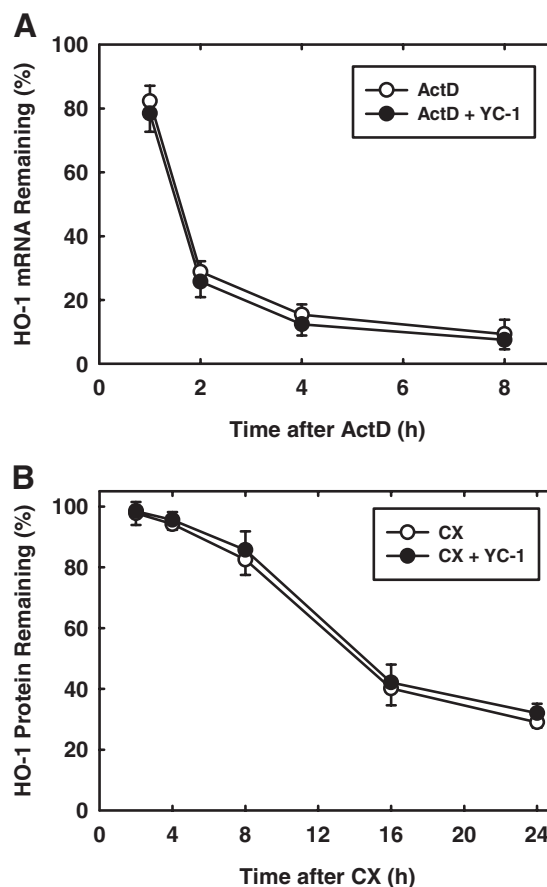 A
HO-1 mRNA Remaining (%)
100
80
60
40
20
0
ActD
ActD + YC-1
0 2 4 6 8
Time after ActD (h)
B
HO-1 Protein Remaining (%)
100
80
60
40
20
0
CX
CX + YC-1
0 4 8 12 16 20 24
Time after CX (h)